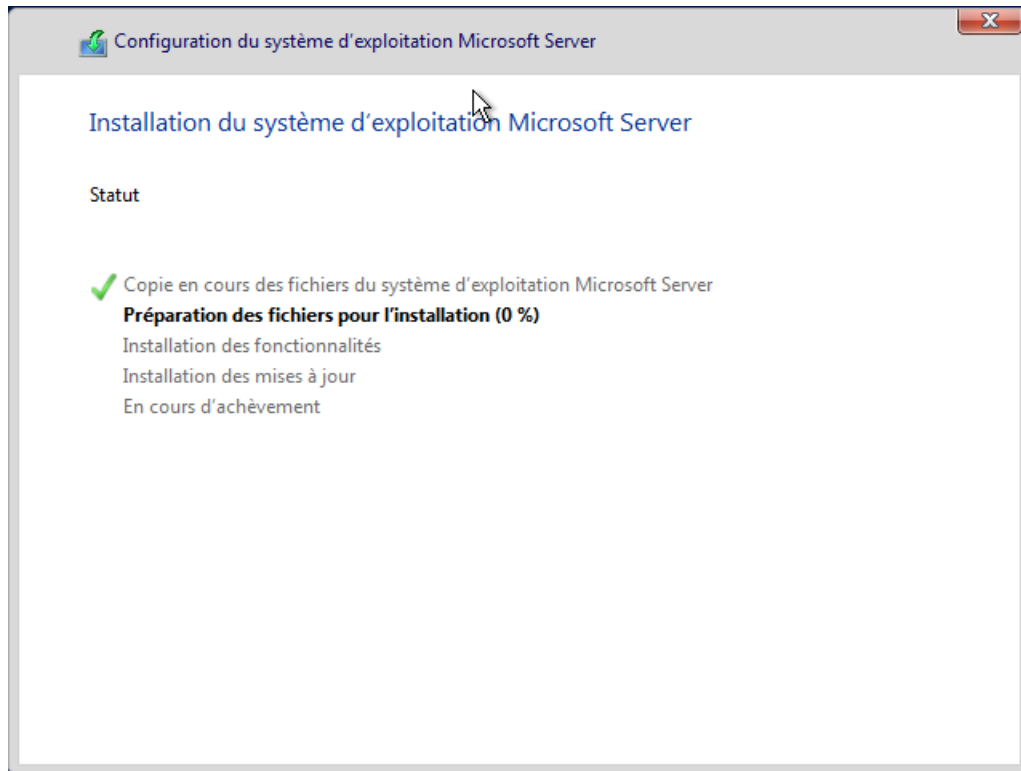 Configuration du système d'exploitation Microsoft Server
Installation du système d'exploitation Microsoft Server
Statut
Copie en cours des fichiers du système d'exploitation Microsoft Server
Préparation des fichiers pour l'installation (0 %)
Installation des fonctionnalités
Installation des mises à jour
En cours d'achèvement